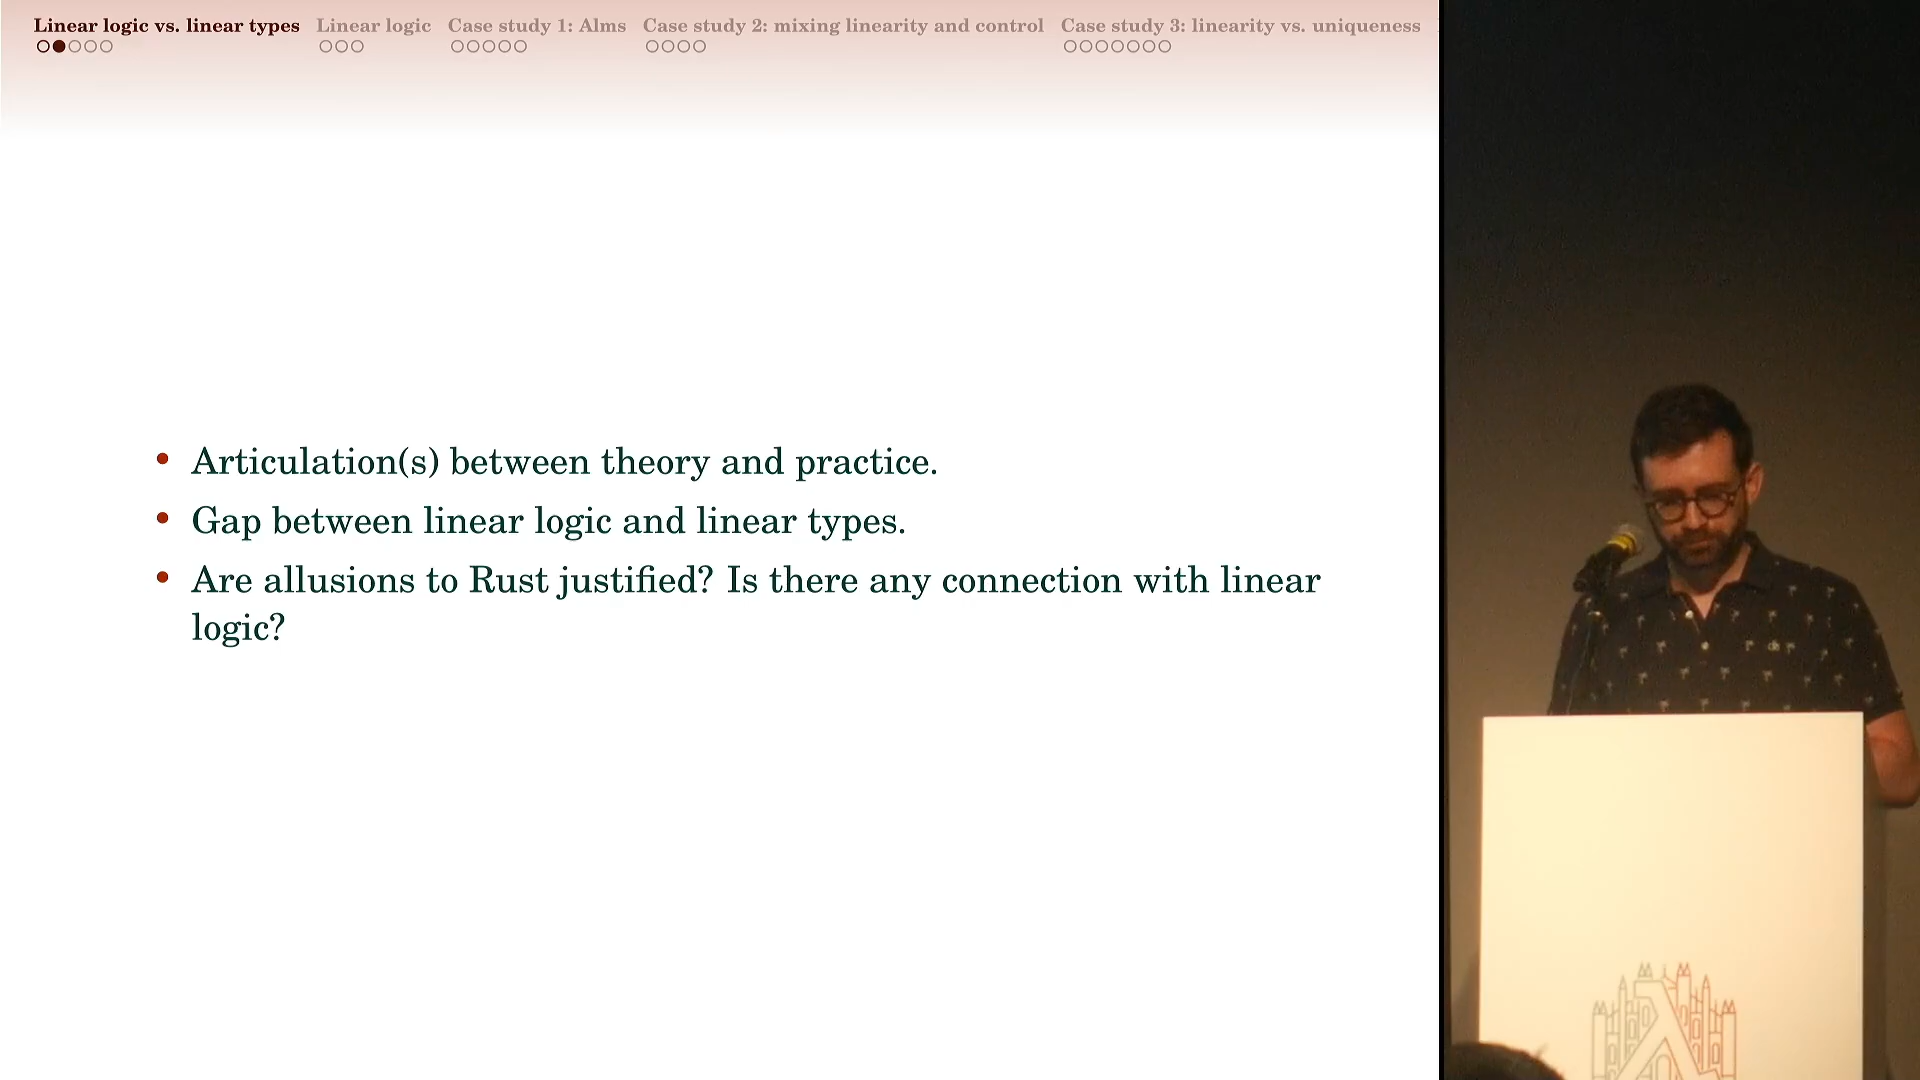 Linear logic vs. linear types Linear logic Case study 1: Alms Case study 2: mixing linearity and control Case study 3: linearity vs. uniqueness
• Articulation(s) between theory and practice.
• Gap between linear logic and linear types.
• Are allusions to Rust justified? Is there any connection with linear
logic?